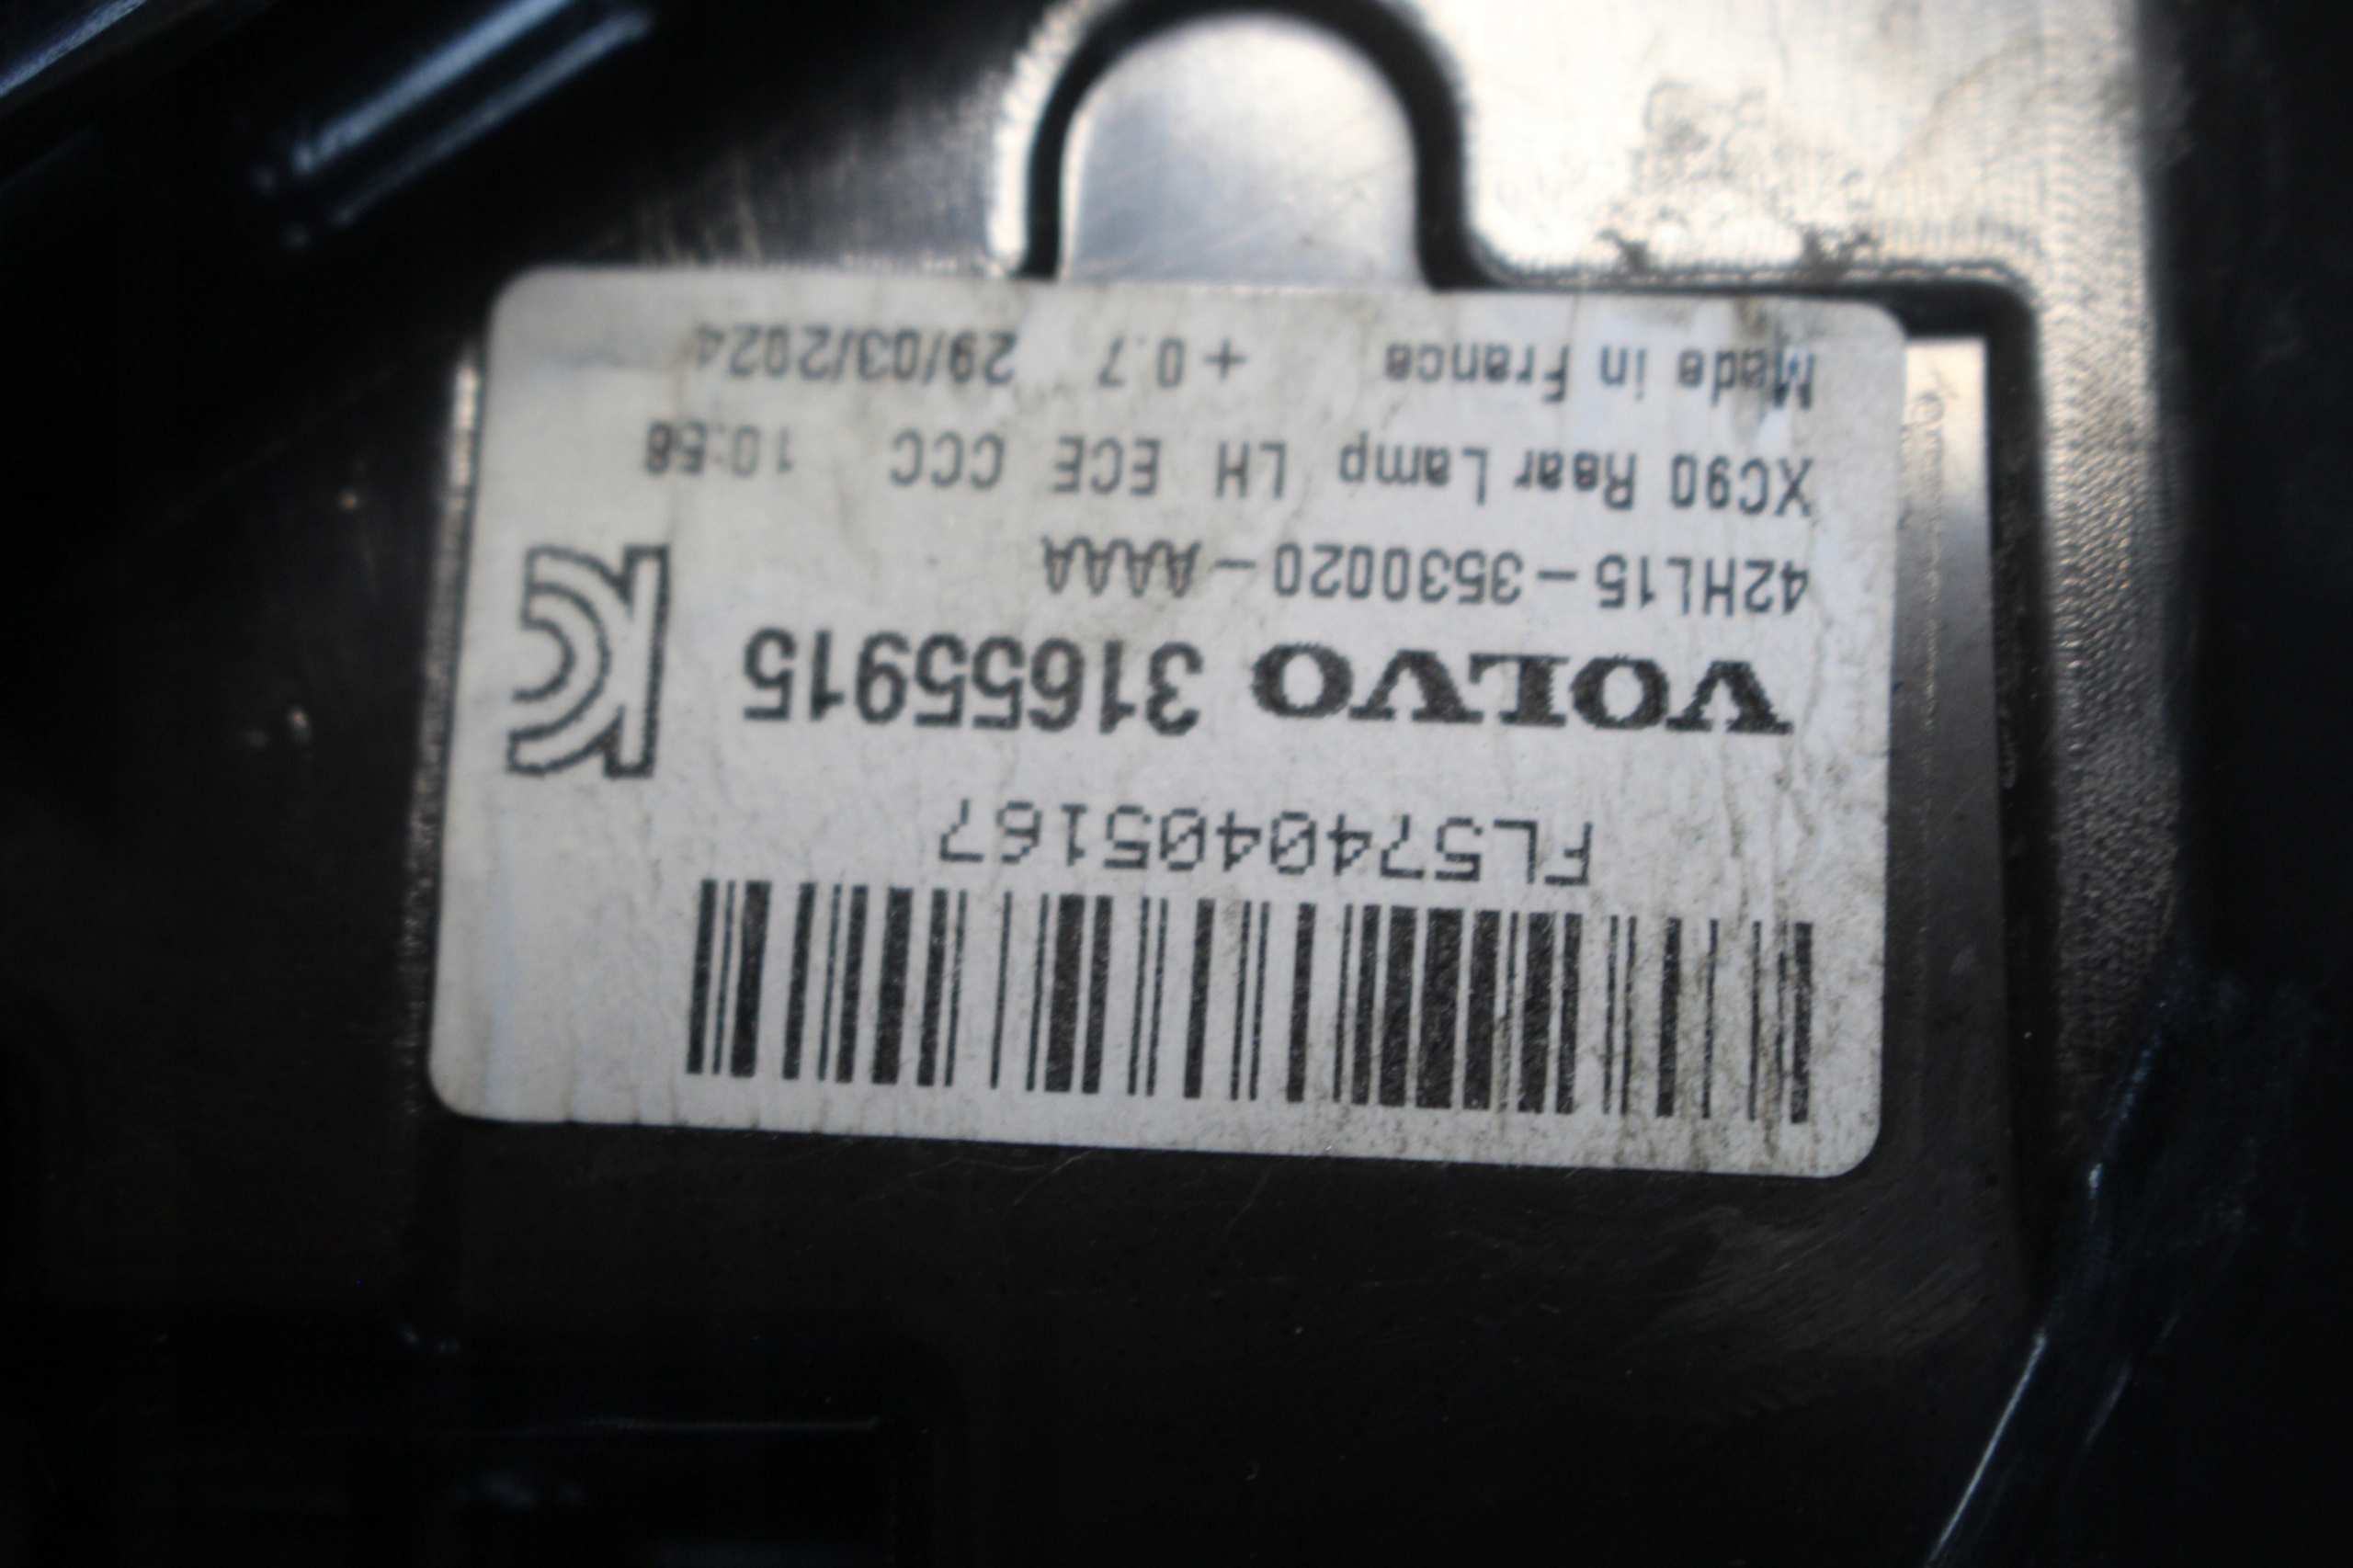 FL5740405167
VOLVO 31655915
42HL15-3530020-AAAA
XC90 Rear Lamp LH ECE CCC 10:58
Made in France + 0.7 29/03/2024